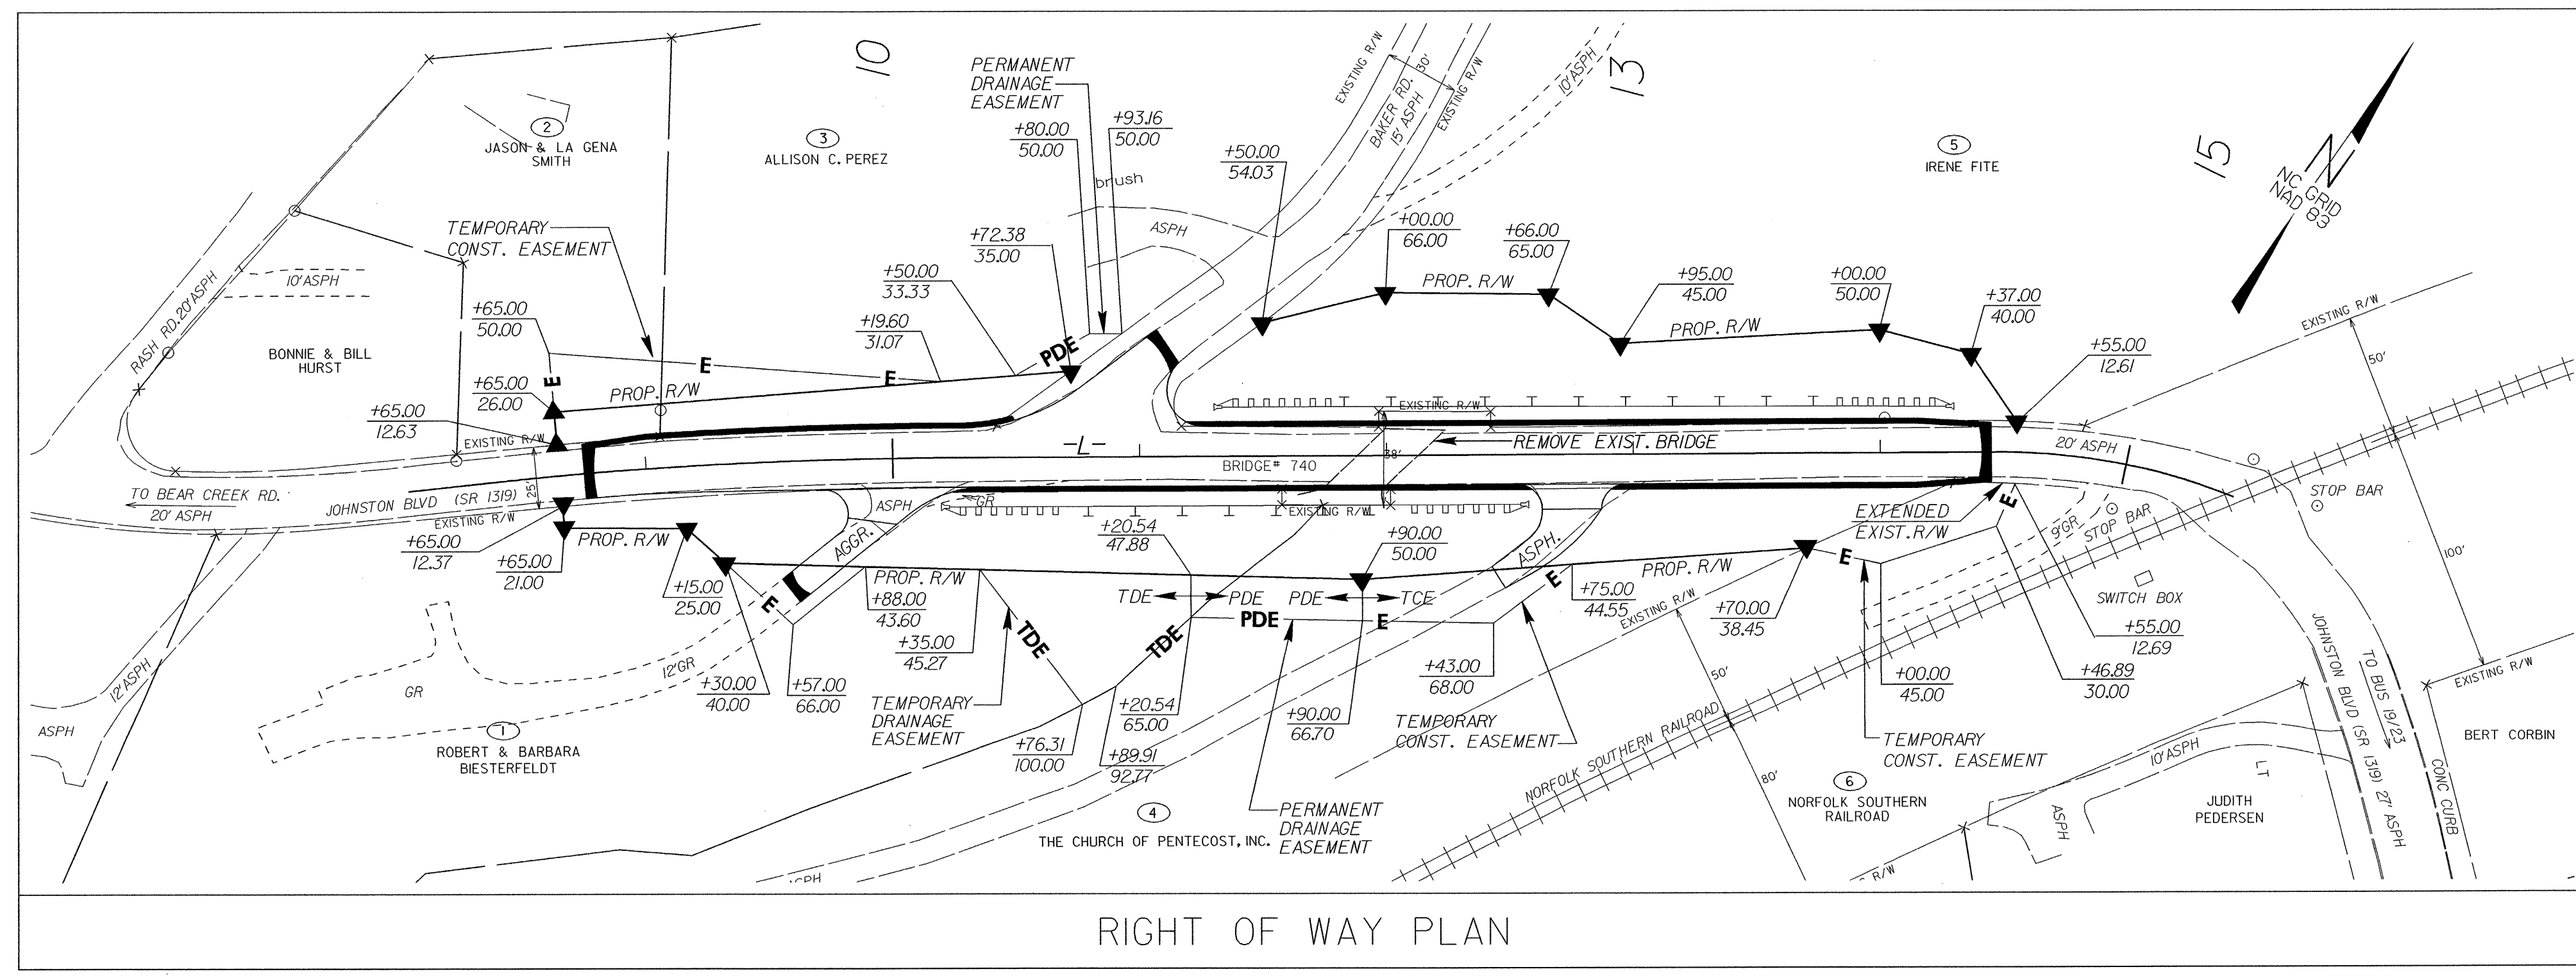 10
13
15
PERMANENT
DRAINAGE
EASEMENT
+80.00
50.00
+93.16
50.00
brush
ASPH
EXISTING R/W
30'
EXISTING R/W
BAKER RD.
15' ASPH
EXISTING R/W
10' ASPH
2
JASON & LA GENA
SMITH
3
ALLISON C. PEREZ
5
IRENE FITE
N
NC GRID
NAD 83
+50.00
54.03
+00.00
66.00
+66.00
65.00
PROP. R/W
+95.00
45.00
PROP. R/W
+00.00
50.00
+37.00
40.00
+55.00
12.61
TEMPORARY
CONST. EASEMENT
+72.38
35.00
+50.00
33.33
+19.60
31.07
PDE
E
E
E
PROP. R/W
RASH RD. 20' ASPH
10' ASPH
BONNIE & BILL
HURST
+65.00
50.00
+65.00
26.00
+65.00
12.63
EXISTING R/W
25'
EXISTING R/W
-L-
REMOVE EXIST. BRIDGE
38'
BRIDGE# 740
20' ASPH
EXISTING R/W
50'
100'
EXISTING R/W
TO BEAR CREEK RD.
20' ASPH
JOHNSTON BLVD (SR 1319)
EXISTING R/W
ASPH
GR
EXISTING R/W
+65.00
12.37
+65.00
21.00
PROP. R/W
+15.00
25.00
AGGR.
E
PROP. R/W
+88.00
43.60
+35.00
45.27
+30.00
40.00
+57.00
66.00
+20.54
47.88
TDE
PDE
PDE
TCE
PDE
E
+90.00
50.00
ASPH.
E
+75.00
44.55
PROP. R/W
EXISTING R/W
+70.00
38.45
E
EXTENDED
EXIST. R/W
E
9' GR
STOP BAR
STOP BAR
SWITCH BOX
+55.00
12.69
+46.89
30.00
+00.00
45.00
TEMPORARY
CONST. EASEMENT
12' ASPH
ASPH
GR
12' GR
1
ROBERT & BARBARA
BIESTERFELDT
TEMPORARY
DRAINAGE
EASEMENT
TDE
TDE
+76.31
100.00
+89.91
92.77
+20.54
65.00
+90.00
66.70
+43.00
68.00
TEMPORARY
CONST. EASEMENT
PERMANENT
DRAINAGE
EASEMENT
4
THE CHURCH OF PENTECOST, INC.
50'
80'
NORFOLK SOUTHERN RAILROAD
6
NORFOLK SOUTHERN
RAILROAD
R/W
10' ASPH
ASPH
LT
JUDITH
PEDERSEN
JOHNSTON BLVD (SR 1319) 27' ASPH
TO BUS 19/23
CONC CURB
BERT CORBIN
RIGHT OF WAY PLAN